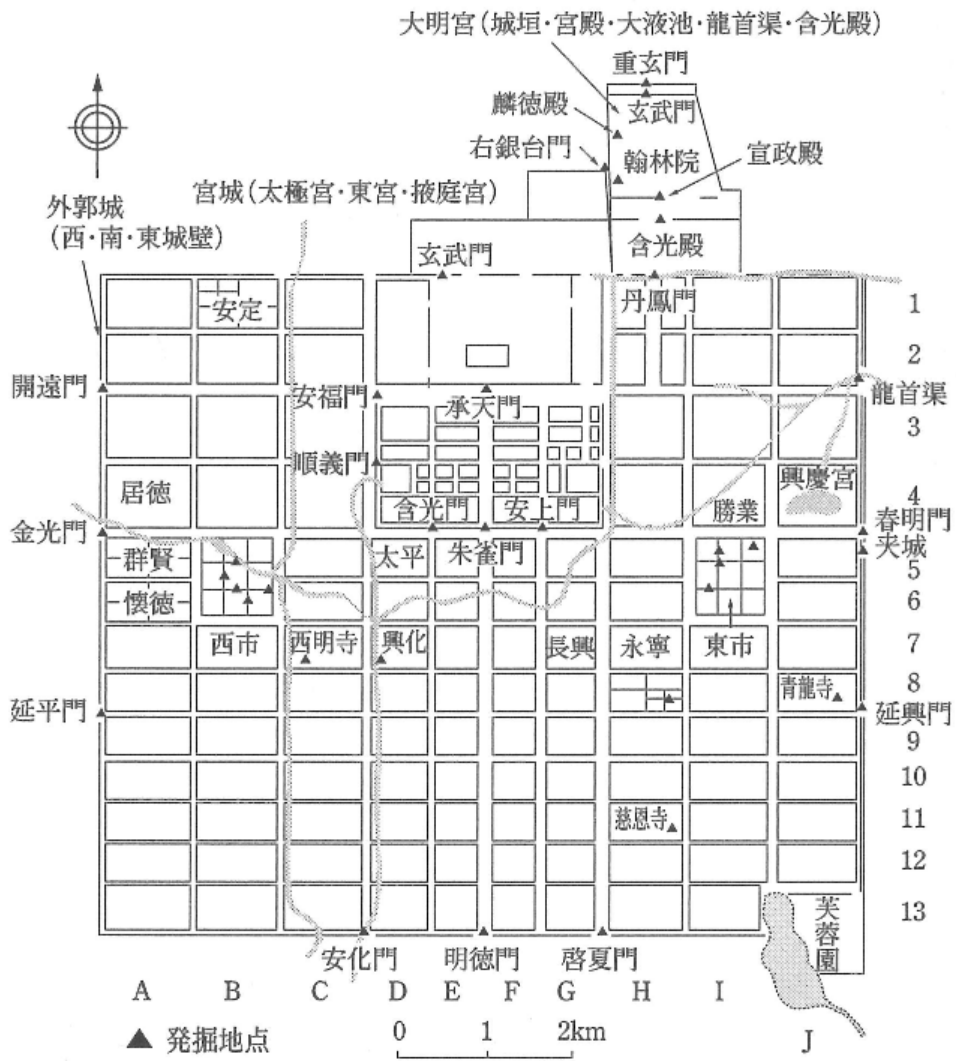 大明宮(城垣・宮殿・大液池・龍首渠・含光殿)
重玄門
玄武門
麟徳殿
右銀台門
翰林院
宣政殿
宮城(太極宮・東宮・掖庭宮)
外郭城
(西・南・東城壁)
含光殿
玄武門
丹鳳門
安定
1
2
開遠門
安福門
承天門
龍首渠
3
順義門
居徳
興慶宮
4
含光門
安上門
勝業
金光門
春明門
夾城
群賢
太平
朱雀門
5
懐徳
6
西市
西明寺
興化
長興
永寧
東市
7
青龍寺
8
延平門
延興門
9
10
慈恩寺
11
12
芙蓉園
13
安化門
明徳門
啓夏門
A B C D E F G H I J
▲ 発掘地点
0 1 2km